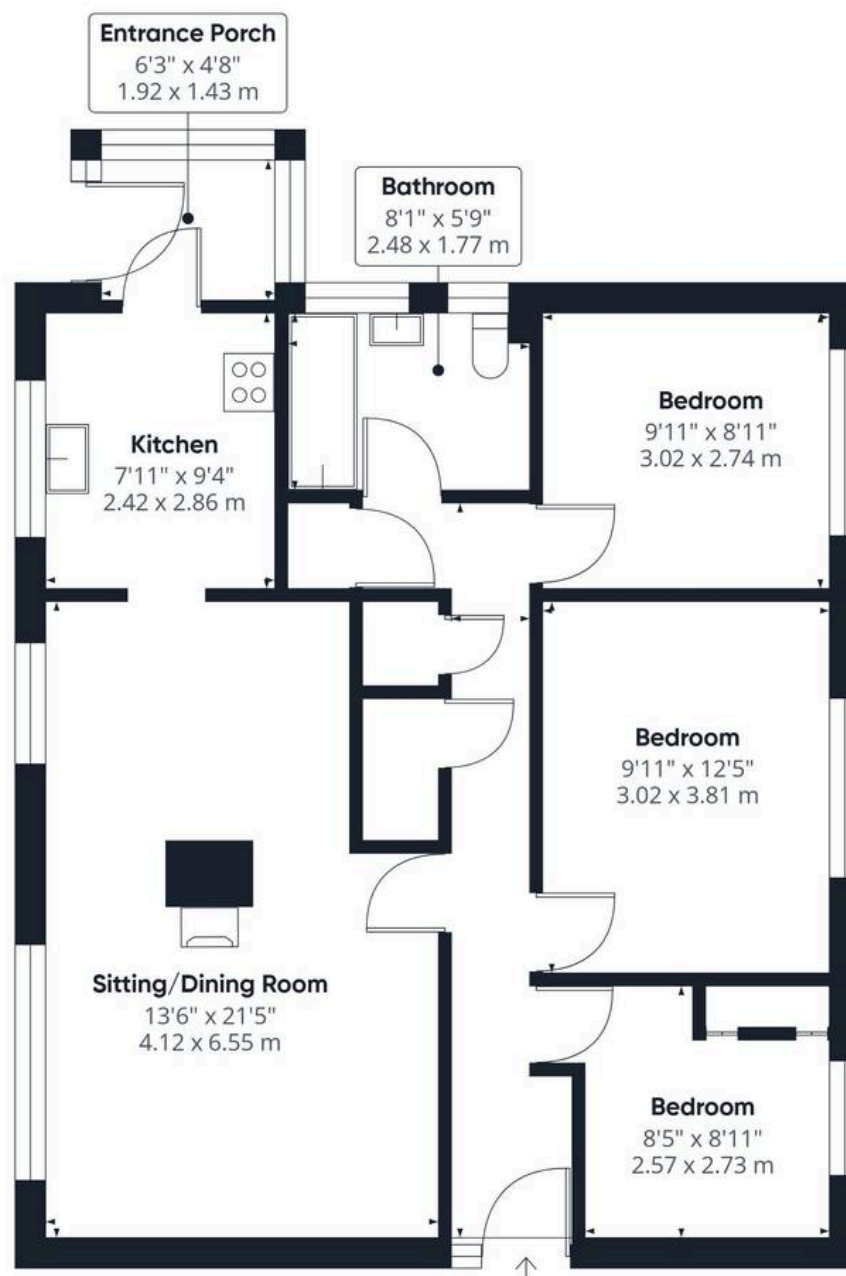 Entrance Porch
6'3" x 4'8"
1.92 x 1.43 m
Bathroom
8'1" x 5'9"
2.48 x 1.77 m
Bedroom
9'11" x 8'11"
3.02 x 2.74 m
Kitchen
7'11" x 9'4"
2.42 x 2.86 m
Bedroom
9'11" x 12'5"
3.02 x 3.81 m
Sitting/Dining Room
13'6" x 21'5"
4.12 x 6.55 m
Bedroom
8'5" x 8'11"
2.57 x 2.73 m